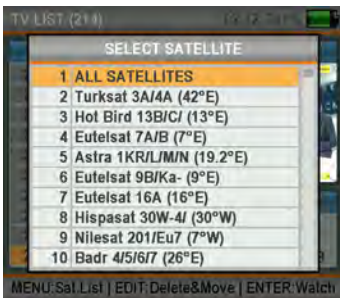 TV LIST (210)
SELECT SATELLITE
1 ALL SATELLITES
2 Turksat 3A/4A (42°E)
3 Hot Bird 13B/C/ (13°E)
4 Eutelsat 7A/B (7°E)
5 Astra 1KR/L/M/N (19.2°E)
6 Eutelsat 9B/Ka- (9°E)
7 Eutelsat 16A (16°E)
8 Hispasat 30W-4/ (30°W)
9 Nilesat 201/Eu7 (7°W)
10 Badr 4/5/6/7 (26°E)
MENU:Sat List | EDIT:Delete&Move | ENTER:Watch